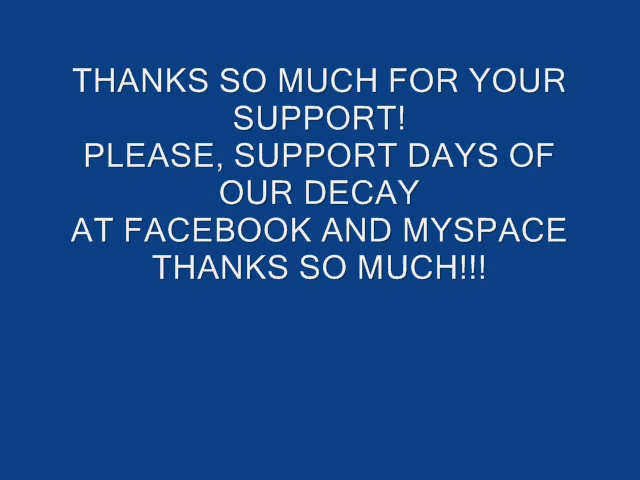 THANKS SO MUCH FOR YOUR
SUPPORT!
PLEASE, SUPPORT DAYS OF
OUR DECAY
AT FACEBOOK AND MYSPACE
THANKS SO MUCH!!!